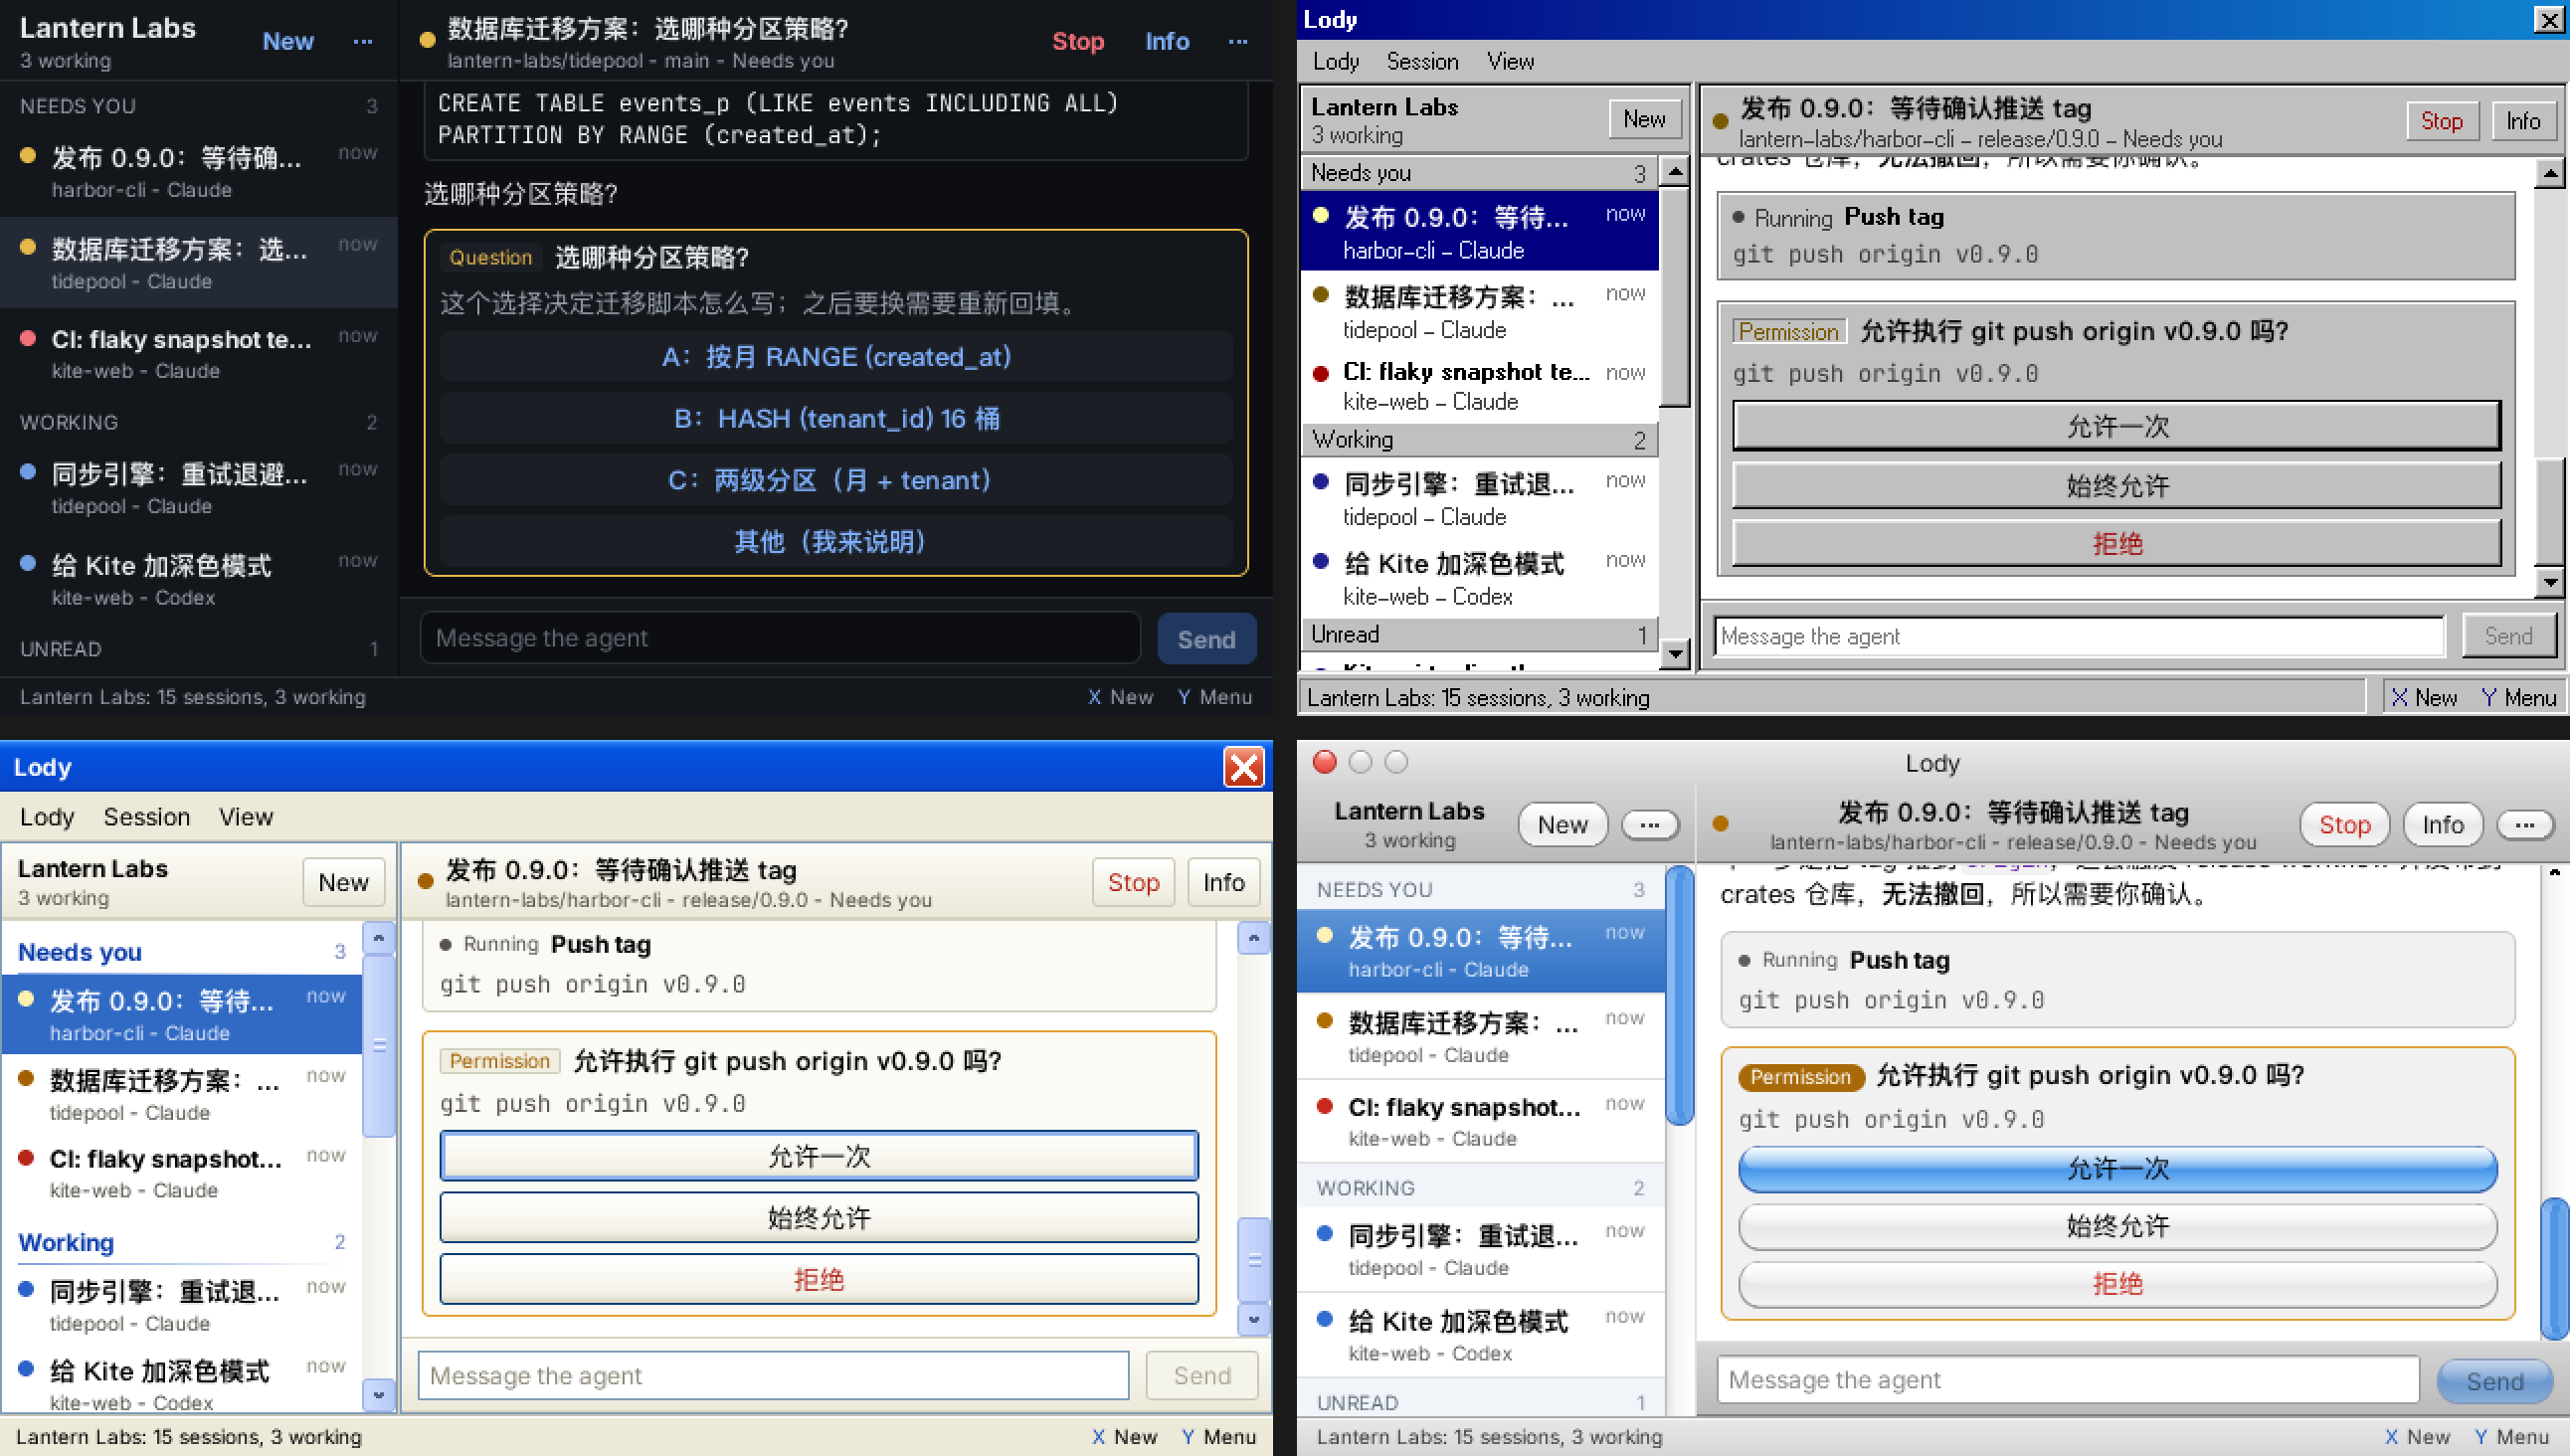 Lantern Labs
3 working
New
...
NEEDS YOU 3
发布 0.9.0：等待确... now
harbor-cli - Claude
数据库迁移方案：选... now
tidepool - Claude
CI: flaky snapshot te... now
kite-web - Claude
WORKING 2
同步引擎：重试退避... now
tidepool - Claude
给 Kite 加深色模式 now
kite-web - Codex
UNREAD 1
数据库迁移方案：选哪种分区策略？
lantern-labs/tidepool - main - Needs you
Stop Info ...
CREATE TABLE events_p (LIKE events INCLUDING ALL)
PARTITION BY RANGE (created_at);
选哪种分区策略？
Question 选哪种分区策略？
这个选择决定迁移脚本怎么写；之后要换需要重新回填。
A：按月 RANGE (created_at)
B：HASH (tenant_id) 16 桶
C：两级分区（月 + tenant）
其他（我来说明）
Message the agent
Send
Lantern Labs: 15 sessions, 3 working
X New Y Menu
Lody
Lody Session View
Lantern Labs
3 working
New
Needs you 3
发布 0.9.0：等待... now
harbor-cli - Claude
数据库迁移方案：... now
tidepool - Claude
CI: flaky snapshot te... now
kite-web - Claude
Working 2
同步引擎：重试退... now
tidepool - Claude
给 Kite 加深色模式 now
kite-web - Codex
Unread 1
发布 0.9.0：等待确认推送 tag
lantern-labs/harbor-cli - release/0.9.0 - Needs you
Stop Info
crates 仓库，无法撤回，所以需要你确认。
Running Push tag
git push origin v0.9.0
Permission 允许执行 git push origin v0.9.0 吗？
git push origin v0.9.0
允许一次
始终允许
拒绝
Message the agent
Send
Lantern Labs: 15 sessions, 3 working
X New Y Menu
Lody
Lody Session View
Lantern Labs
3 working
New
Needs you 3
发布 0.9.0：等待... now
harbor-cli - Claude
数据库迁移方案：... now
tidepool - Claude
CI: flaky snapshot... now
kite-web - Claude
Working 2
同步引擎：重试退... now
tidepool - Claude
给 Kite 加深色模式 now
kite-web - Codex
发布 0.9.0：等待确认推送 tag
lantern-labs/harbor-cli - release/0.9.0 - Needs you
Stop Info
Running Push tag
git push origin v0.9.0
Permission 允许执行 git push origin v0.9.0 吗？
git push origin v0.9.0
允许一次
始终允许
拒绝
Message the agent
Send
Lantern Labs: 15 sessions, 3 working
X New Y Menu
Lody
Lantern Labs
3 working
New
...
NEEDS YOU 3
发布 0.9.0：等待... now
harbor-cli - Claude
数据库迁移方案：... now
tidepool - Claude
CI: flaky snapshot... now
kite-web - Claude
WORKING 2
同步引擎：重试退... now
tidepool - Claude
给 Kite 加深色模式 now
kite-web - Codex
UNREAD 1
发布 0.9.0：等待确认推送 tag
lantern-labs/harbor-cli - release/0.9.0 - Needs you
Stop Info ...
crates 仓库，无法撤回，所以需要你确认。
Running Push tag
git push origin v0.9.0
Permission 允许执行 git push origin v0.9.0 吗？
git push origin v0.9.0
允许一次
始终允许
拒绝
Message the agent
Send
Lantern Labs: 15 sessions, 3 working
X New Y Menu